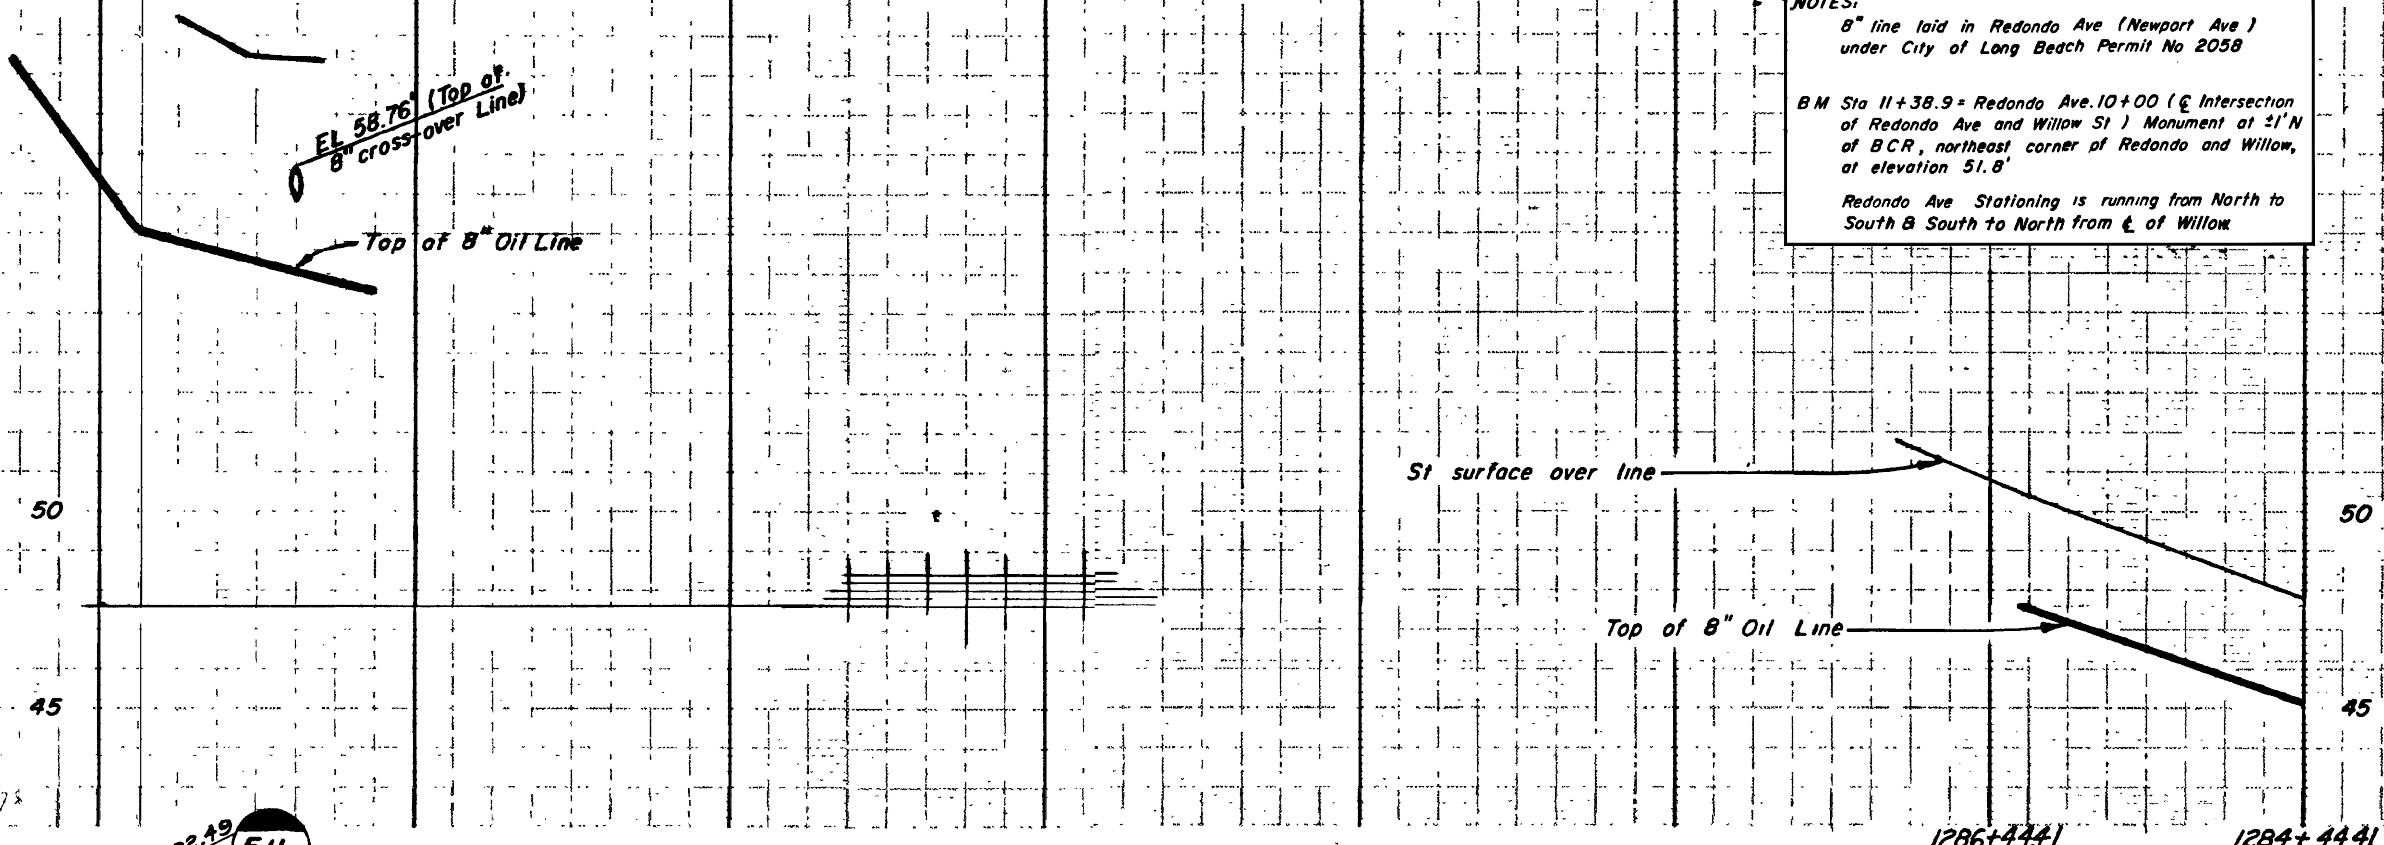 NOTES:
8" line laid in Redondo Ave (Newport Ave )
under City of Long Beach Permit No 2058
B M Sta 11+38.9 = Redondo Ave. 10+00 ( ℄ Intersection
of Redondo Ave and Willow St ) Monument at ±1' N
of BCR, northeast corner of Redondo and Willow,
at elevation 51.8'
Redondo Ave Stationing is running from North to
South & South to North from ℄ of Willow
EL 58.76' (Top of
8" cross-over Line)
Top of 8" Oil Line
St surface over line
50
50
Top of 8" Oil Line
45
45
1286+4441
1284+4441